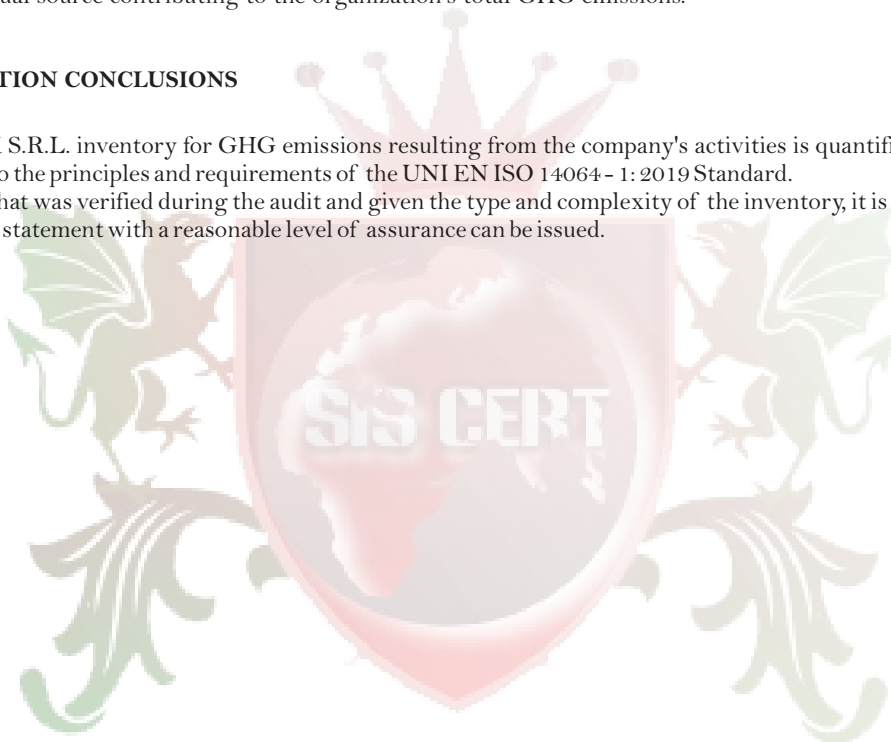 ual source contributing to the organization's total GHG emissions.
TION CONCLUSIONS
S.R.L. inventory for GHG emissions resulting from the company's activities is quantifi
o the principles and requirements of the UNI EN ISO 14064 - 1: 2019 Standard.
hat was verified during the audit and given the type and complexity of the inventory, it is
statement with a reasonable level of assurance can be issued.
SIS CERT